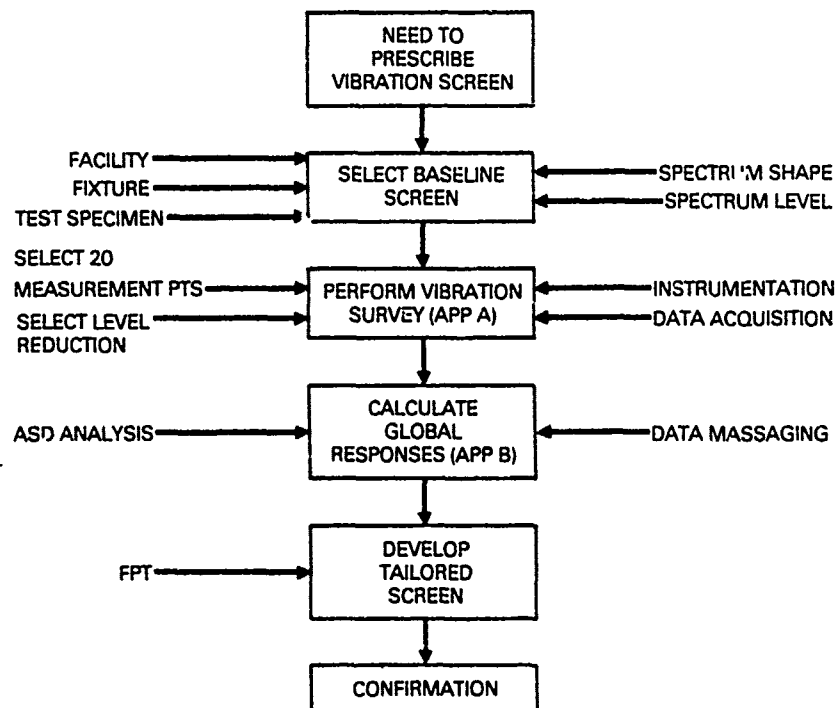 NEED TO
PRESCRIBE
VIBRATION SCREEN
FACILITY
FIXTURE
TEST SPECIMEN
SELECT BASELINE
SCREEN
SPECTRUM SHAPE
SPECTRUM LEVEL
SELECT 20
MEASUREMENT PTS
SELECT LEVEL
REDUCTION
PERFORM VIBRATION
SURVEY (APP A)
INSTRUMENTATION
DATA ACQUISITION
ASD ANALYSIS
CALCULATE
GLOBAL
RESPONSES (APP B)
DATA MASSAGING
FPT
DEVELOP
TAILORED
SCREEN
CONFIRMATION